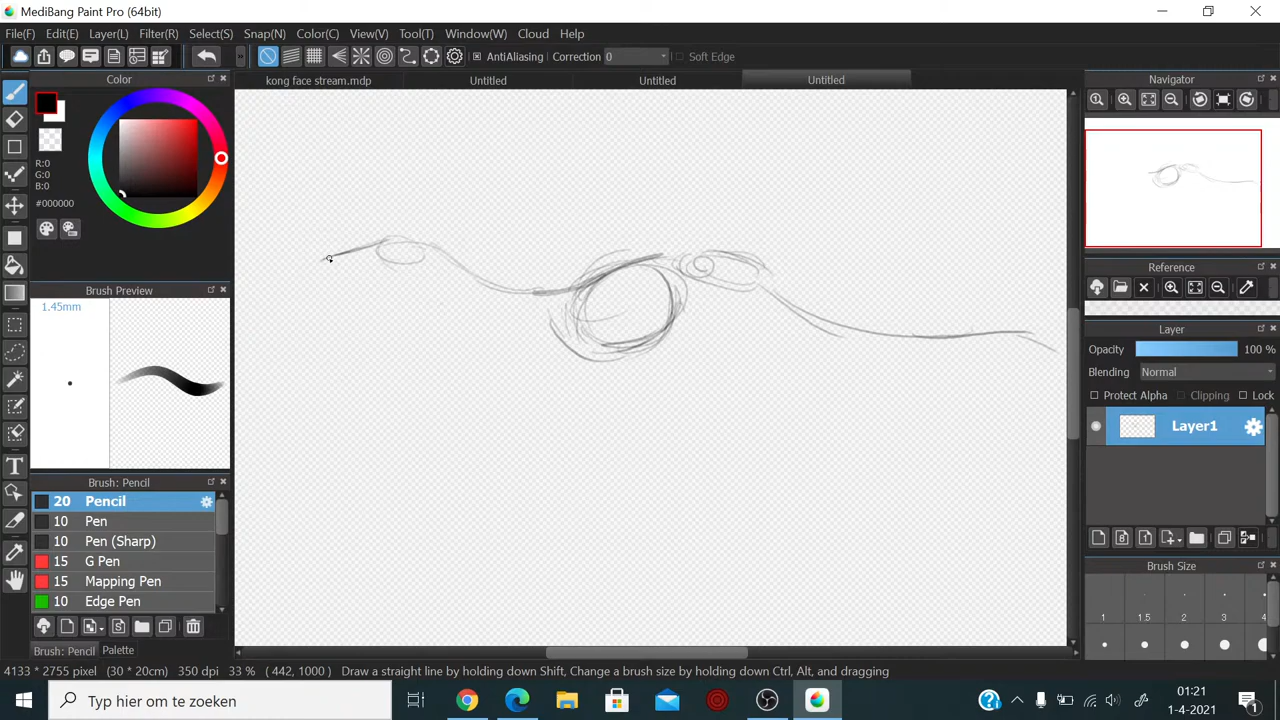 MediBang Paint Pro (64bit)
File(F) Edit(E) Layer(L) Filter(R) Select(S) Snap(N) Color(C) View(V) Tool(T) Window(W) Cloud Help
AntiAliasing Correction 0 Soft Edge
Color
kong face stream.mdp Untitled Untitled Untitled
Navigator
R:0
G:0
B:0
#000000
Brush Preview
1.45mm
Reference
Layer
Opacity 100 %
Blending Normal
Protect Alpha Clipping Lock
Layer1
Brush: Pencil
20 Pencil
10 Pen
10 Pen (Sharp)
15 G Pen
15 Mapping Pen
10 Edge Pen
Brush Size
1 1.5 2 3 4
Brush: Pencil Palette
4133 * 2755 pixel (30 * 20cm) 350 dpi 33 % ( 442, 1000 ) Draw a straight line by holding down Shift, Change a brush size by holding down Ctrl, Alt, and dragging
Typ hier om te zoeken
01:21
1-4-2021
1